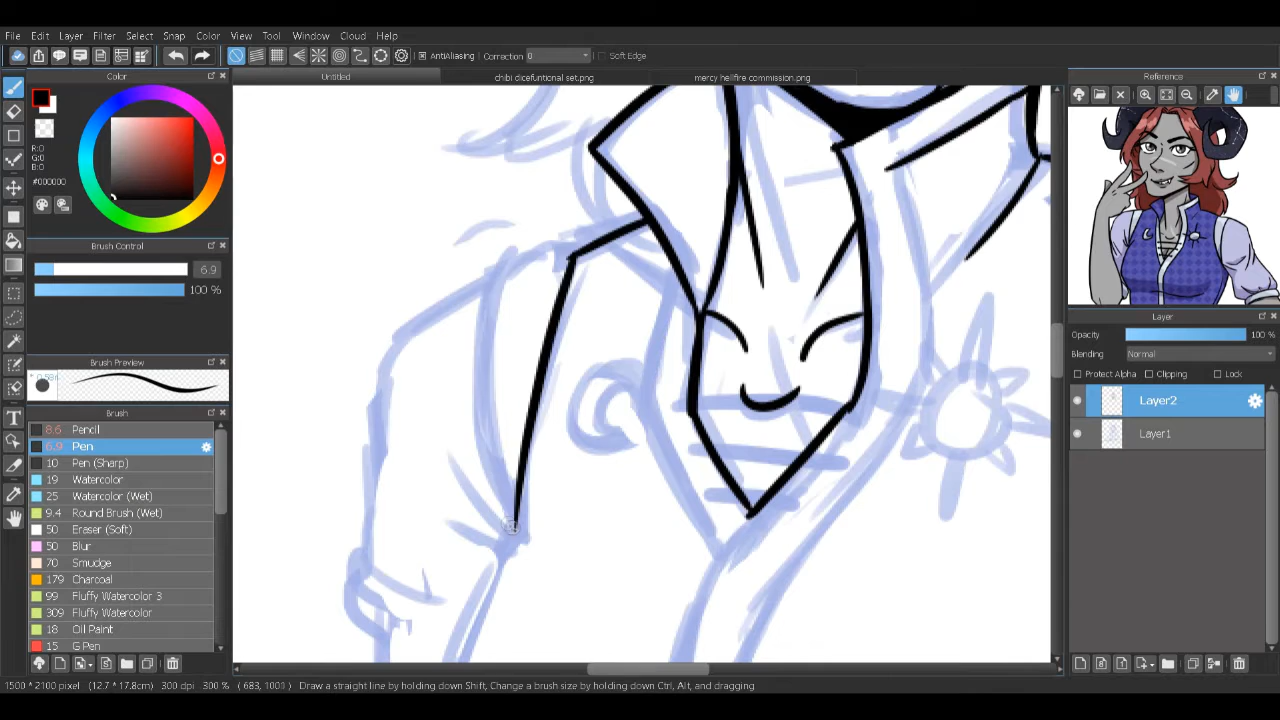 File Edit Layer Filter Select Snap Color View Tool Window Cloud Help
AntiAliasing Correction 0 Soft Edge
Color
Untitled
chibi dicefuntional set.png
mercy hellfire commission.png
Reference
R:0
G:0
B:0
#000000
Brush Control
6.9
100 %
Brush Preview
Brush
8.6 Pencil
6.9 Pen
10 Pen (Sharp)
19 Watercolor
25 Watercolor (Wet)
9.4 Round Brush (Wet)
50 Eraser (Soft)
50 Blur
70 Smudge
179 Charcoal
99 Fluffy Watercolor 3
309 Fluffy Watercolor
18 Oil Paint
15 G Pen
Layer
Opacity 100 %
Blending Normal
Protect Alpha Clipping Lock
Layer2
Layer1
1500 * 2100 pixel (12.7 * 17.8cm) 300 dpi 300 % ( 683, 1001 ) Draw a straight line by holding down Shift, Change a brush size by holding down Ctrl, Alt, and dragging